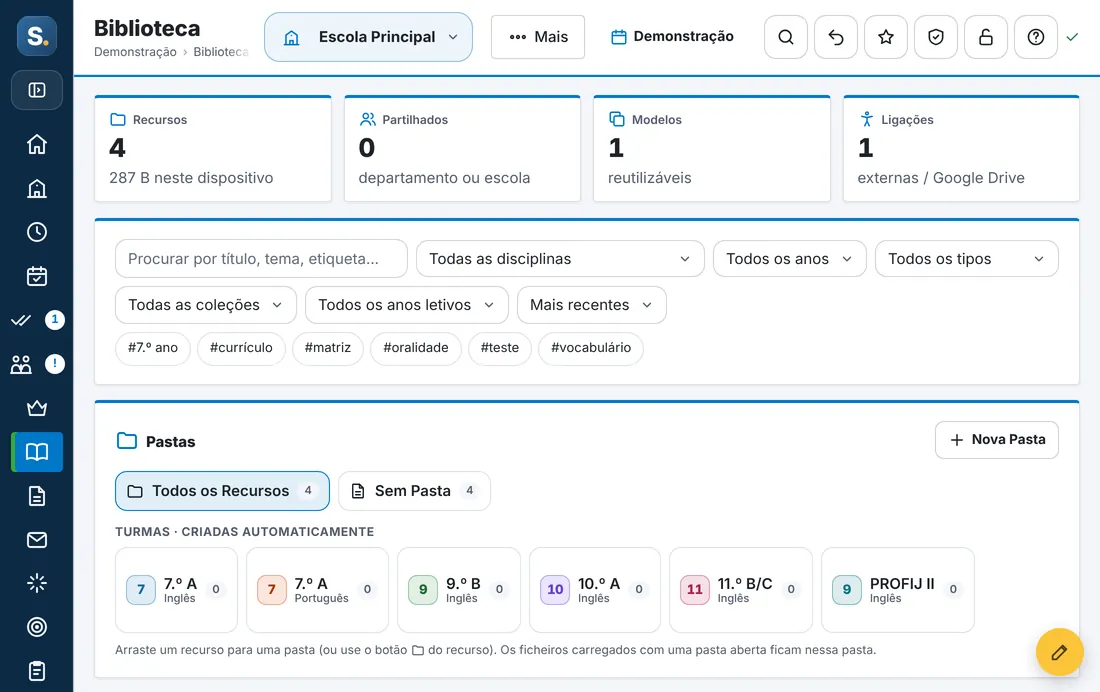 S.
Biblioteca
Demonstração › Biblioteca
Escola Principal
Mais
Demonstração
Recursos
4
287 B neste dispositivo
Partilhados
0
departamento ou escola
Modelos
1
reutilizáveis
Ligações
1
externas / Google Drive
Procurar por título, tema, etiqueta...
Todas as disciplinas
Todos os anos
Todos os tipos
Todas as coleções
Todos os anos letivos
Mais recentes
#7.º ano
#currículo
#matriz
#oralidade
#teste
#vocabulário
1
!
Pastas
Nova Pasta
Todos os Recursos 4
Sem Pasta 4
TURMAS · CRIADAS AUTOMATICAMENTE
7 7.º A 0
Inglês
7 7.º A 0
Português
9 9.º B 0
Inglês
10 10.º A 0
Inglês
11 11.º B/C 0
Inglês
9 PROFIJ II 0
Inglês
Arraste um recurso para uma pasta (ou use o botão do recurso). Os ficheiros carregados com uma pasta aberta ficam nessa pasta.